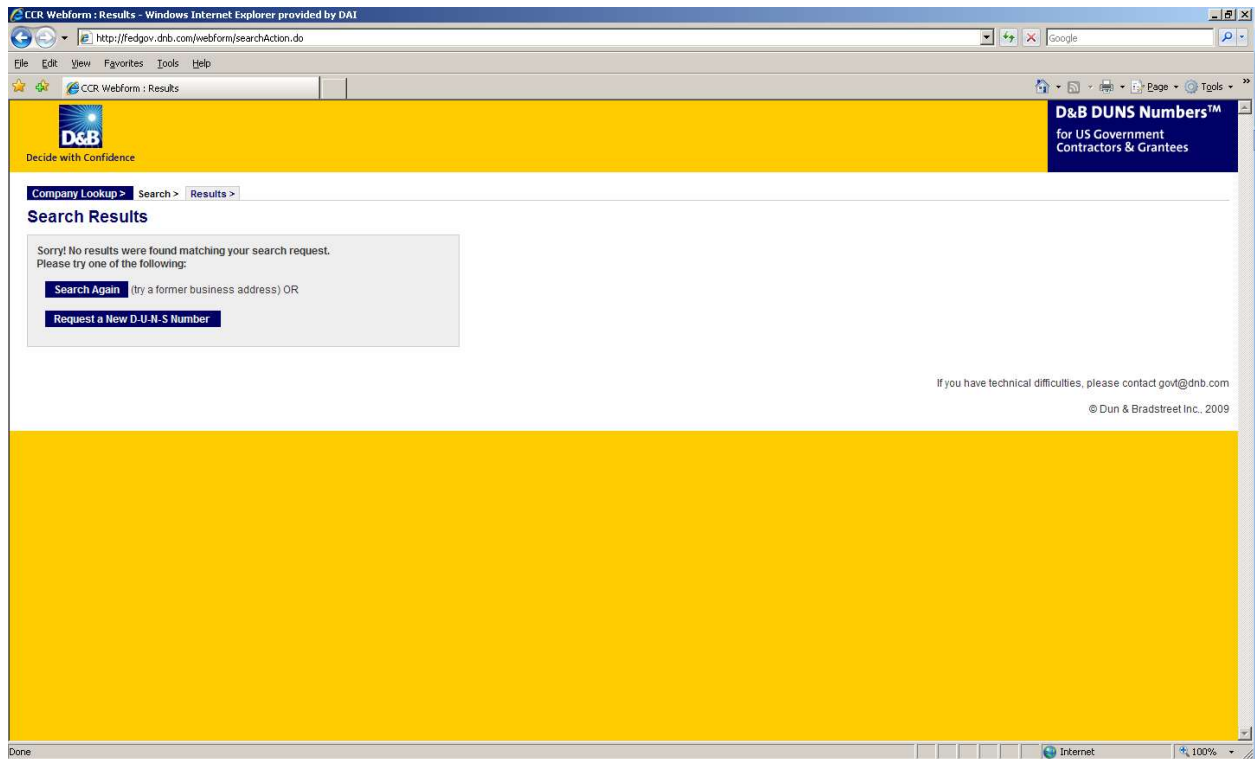 CCR Webform : Results - Windows Internet Explorer provided by DAI
http://fedgov.dnb.com/webform/searchAction.do
Google
File Edit View Favorites Tools Help
CCR Webform : Results
Page Tools »
D&B
Decide with Confidence
D&B DUNS Numbers™
for US Government
Contractors & Grantees
Company Lookup > Search > Results >
Search Results
Sorry! No results were found matching your search request.
Please try one of the following:
Search Again (try a former business address) OR
Request a New D-U-N-S Number
If you have technical difficulties, please contact govt@dnb.com
© Dun & Bradstreet Inc., 2009
Done Internet 100%